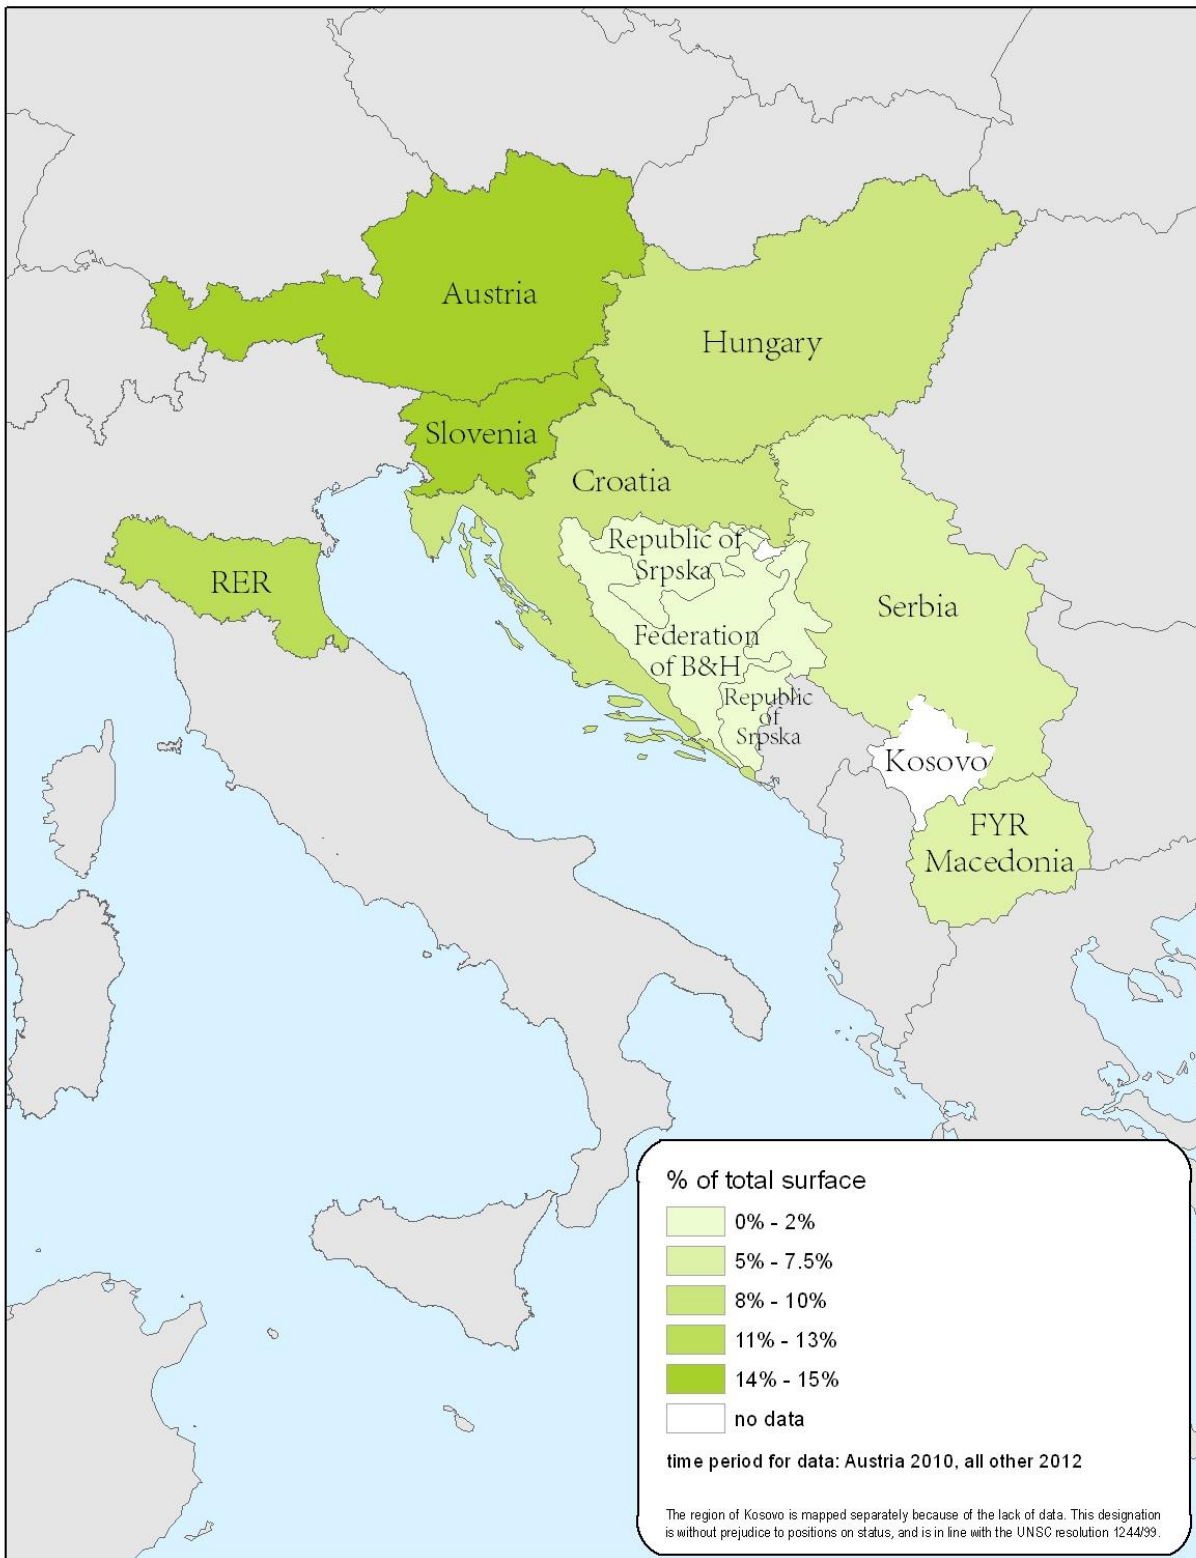 Austria
Hungary
Slovenia
Croatia
Republic of
Srpska
RER
Serbia
Federation
of B&H
Republic
of
Srpska
Kosovo
FYR
Macedonia
% of total surface
0% - 2%
5% - 7.5%
8% - 10%
11% - 13%
14% - 15%
no data
time period for data: Austria 2010, all other 2012
The region of Kosovo is mapped separately because of the lack of data. This designation
is without prejudice to positions on status, and is in line with the UNSC resolution 1244/99.